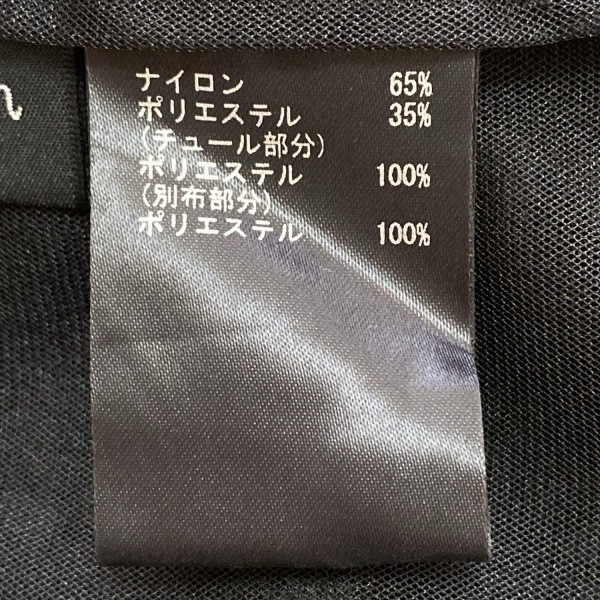 ナイロン 65%
ポリエステル 35%
(チュール部分)
ポリエステル 100%
(別布部分)
ポリエステル 100%